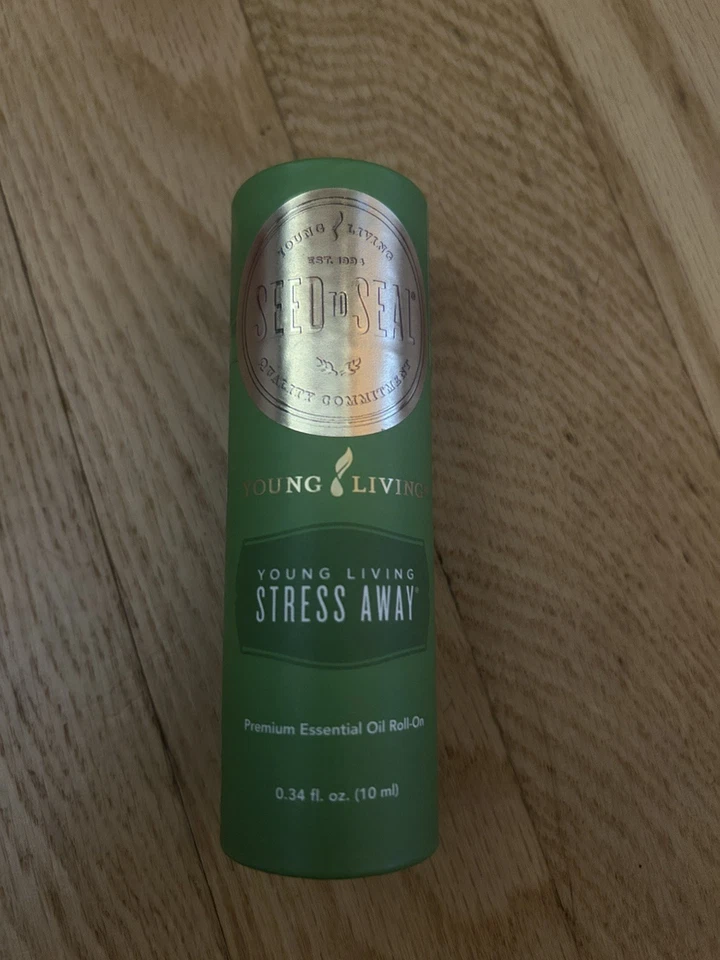 YOUNG LIVING
EST. 1994
SEED TO SEAL®
QUALITY COMMITMENT
YOUNG LIVING
YOUNG LIVING
STRESS AWAY®
Premium Essential Oil Roll-On
0.34 fl. oz. (10 ml)